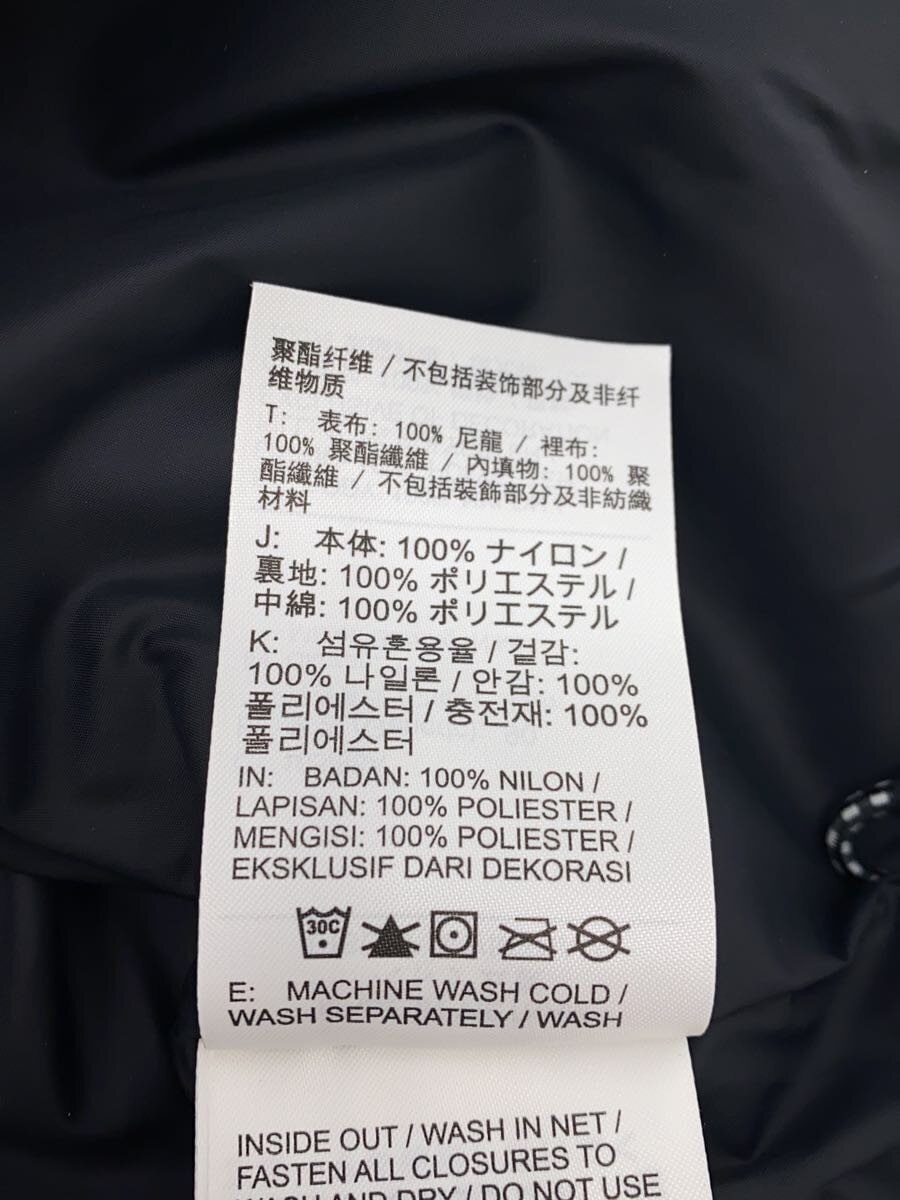 聚酯纤维 / 不包括装饰部分及非纤
维物质
T: 表布: 100% 尼龍 / 裡布:
100% 聚酯纖維 / 內填物: 100% 聚
酯纖維 / 不包括裝飾部分及非紡織
材料
J: 本体: 100% ナイロン /
裏地: 100% ポリエステル /
中綿: 100% ポリエステル
K: 섬유혼용율 / 겉감:
100% 나일론 / 안감: 100%
폴리에스터 / 충전재: 100%
폴리에스터
IN: BADAN: 100% NILON /
LAPISAN: 100% POLIESTER /
MENGISI: 100% POLIESTER /
EKSKLUSIF DARI DEKORASI
30C
E: MACHINE WASH COLD /
WASH SEPARATELY / WASH
INSIDE OUT / WASH IN NET /
FASTEN ALL CLOSURES TO
WASH AND DRY / DO NOT USE